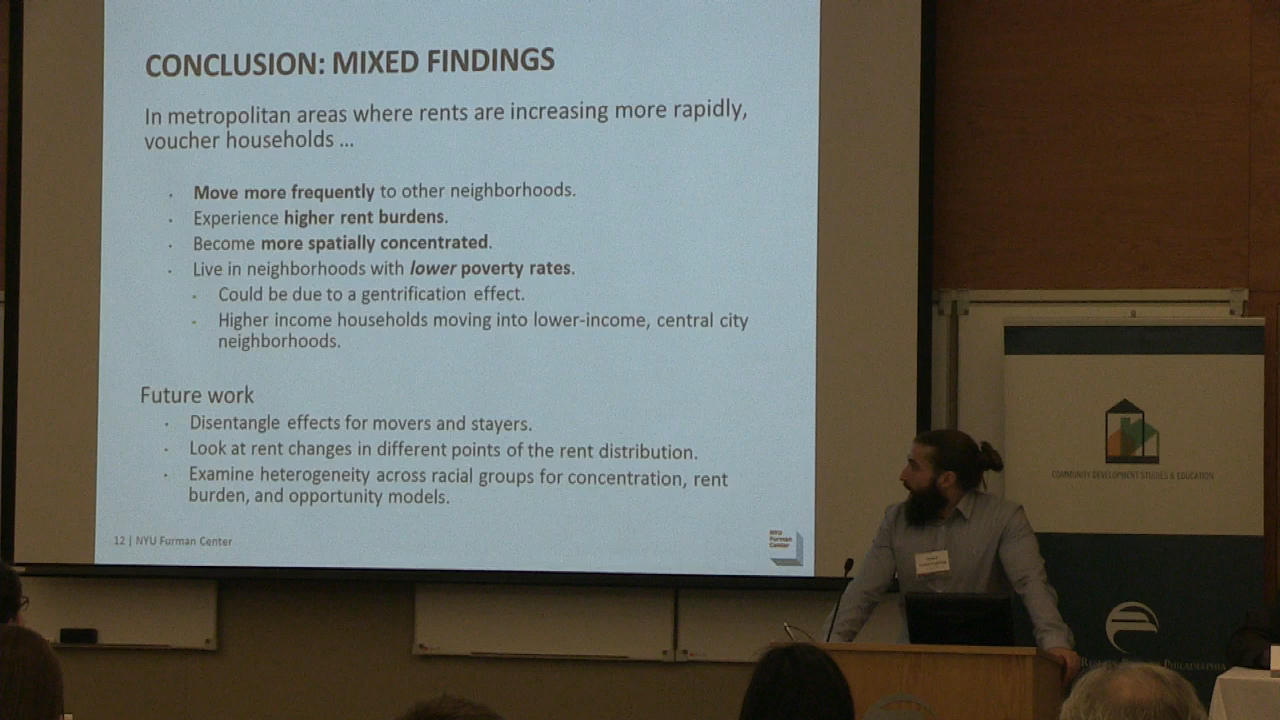 CONCLUSION: MIXED FINDINGS
In metropolitan areas where rents are increasing more rapidly,
voucher households ...
· Move more frequently to other neighborhoods.
· Experience higher rent burdens.
· Become more spatially concentrated.
· Live in neighborhoods with lower poverty rates.
· Could be due to a gentrification effect.
· Higher income households moving into lower-income, central city
neighborhoods.
Future work
· Disentangle effects for movers and stayers.
· Look at rent changes in different points of the rent distribution.
· Examine heterogeneity across racial groups for concentration, rent
burden, and opportunity models.
12 | NYU Furman Center
NYU
Furman
Center
COMMUNITY DEVELOPMENT STUDIES & EDUCATION
PHILADELPHIA